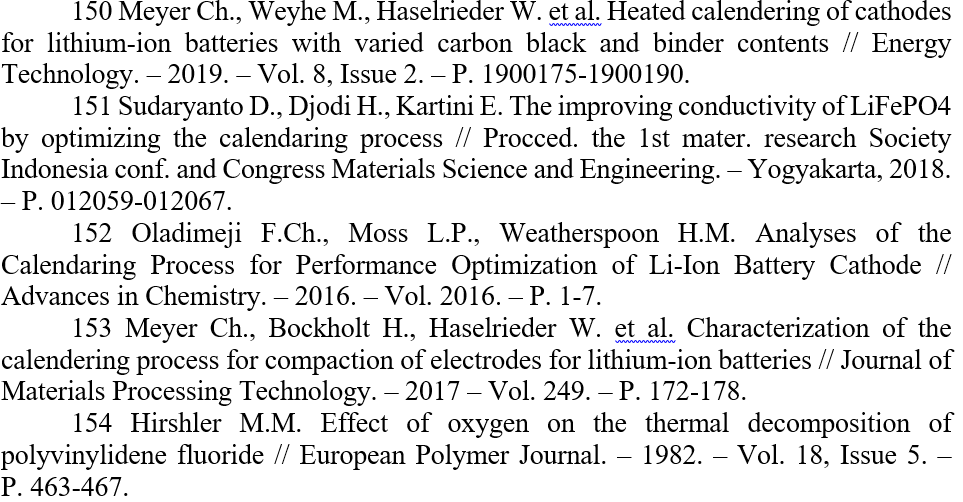 150 Meyer Ch., Weyhe M., Haselrieder W. et al. Heated calendering of cathodes
for lithium-ıon batteries with varied carbon black and binder contents // Energy
Technology. – 2019. – Vol. 8, Issue 2. – P. 1900175-1900190.
151 Sudaryanto D., Djodi H., Kartini E. The improving conductivity of LiFePO4
by optimizing the calendaring process // Procced. the 1st mater. research Society
Indonesia conf. and Congress Materials Science and Engineering. – Yogyakarta, 2018.
– P. 012059-012067.
152 Oladimeji F.Ch., Moss L.P., Weatherspoon H.M. Analyses of the
Calendaring Process for Performance Optimization of Li-Ion Battery Cathode //
Advances in Chemistry. – 2016. – Vol. 2016. – P. 1-7.
153 Meyer Ch., Bockholt H., Haselrieder W. et al. Characterization of the
calendering process for compaction of electrodes for lithium-ion batteries // Journal of
Materials Processing Technology. – 2017 – Vol. 249. – P. 172-178.
154 Hirshler M.M. Effect of oxygen on the thermal decomposition of
polyvinylidene fluoride // European Polymer Journal. – 1982. – Vol. 18, Issue 5. –
P. 463-467.